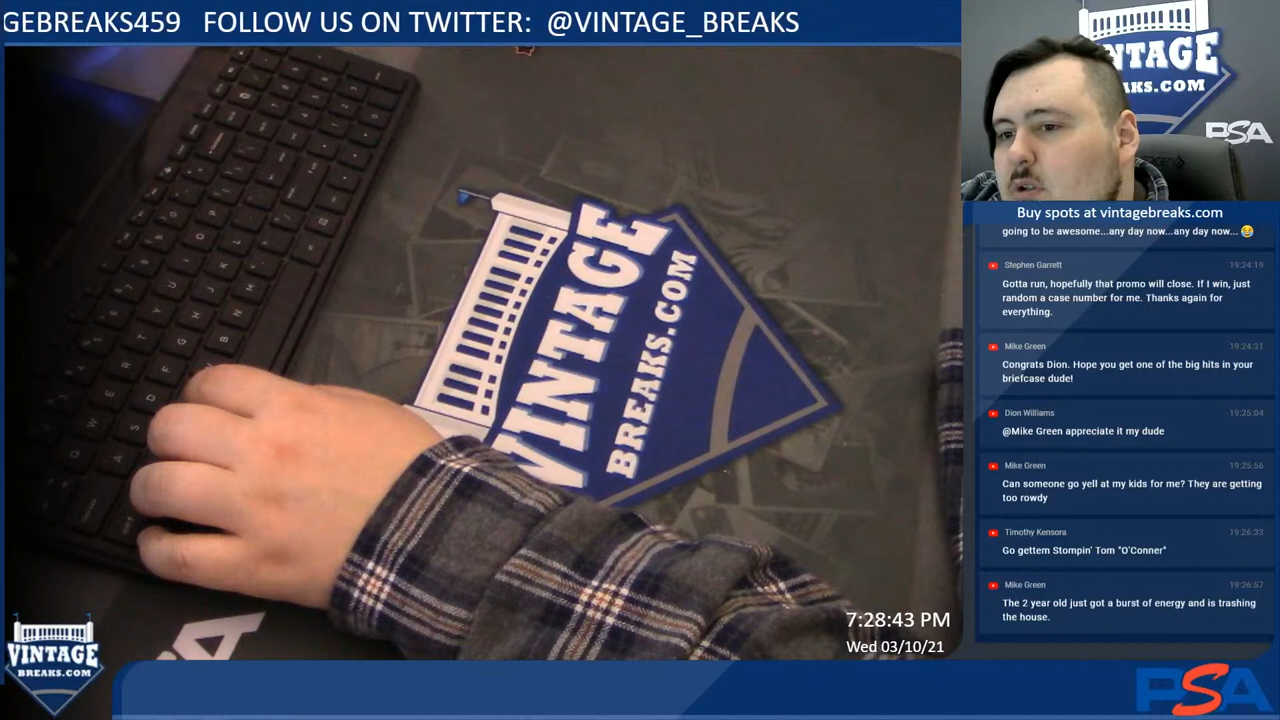 GEBREAKS459 FOLLOW US ON TWITTER: @VINTAGE_BREAKS
VINTAGE
BREAKS.COM
PSA
Buy spots at vintagebreaks.com
going to be awesome...any day now...any day now... 😂
Stephen Garrett 19:24:19
Gotta run, hopefully that promo will close. If I win, just
random a case number for me. Thanks again for
everything.
Mike Green 19:24:31
Congrats Dion. Hope you get one of the big hits in your
briefcase dude!
Dion Williams 19:25:04
@Mike Green appreciate it my dude
Mike Green 19:25:56
Can someone go yell at my kids for me? They are getting
too rowdy
Timothy Kensora 19:26:33
Go gettem Stompin' Tom "O'Conner"
Mike Green 19:26:57
The 2 year old just got a burst of energy and is trashing
the house.
7:28:43 PM
Wed 03/10/21
VINTAGE
BREAKS.COM
PSA